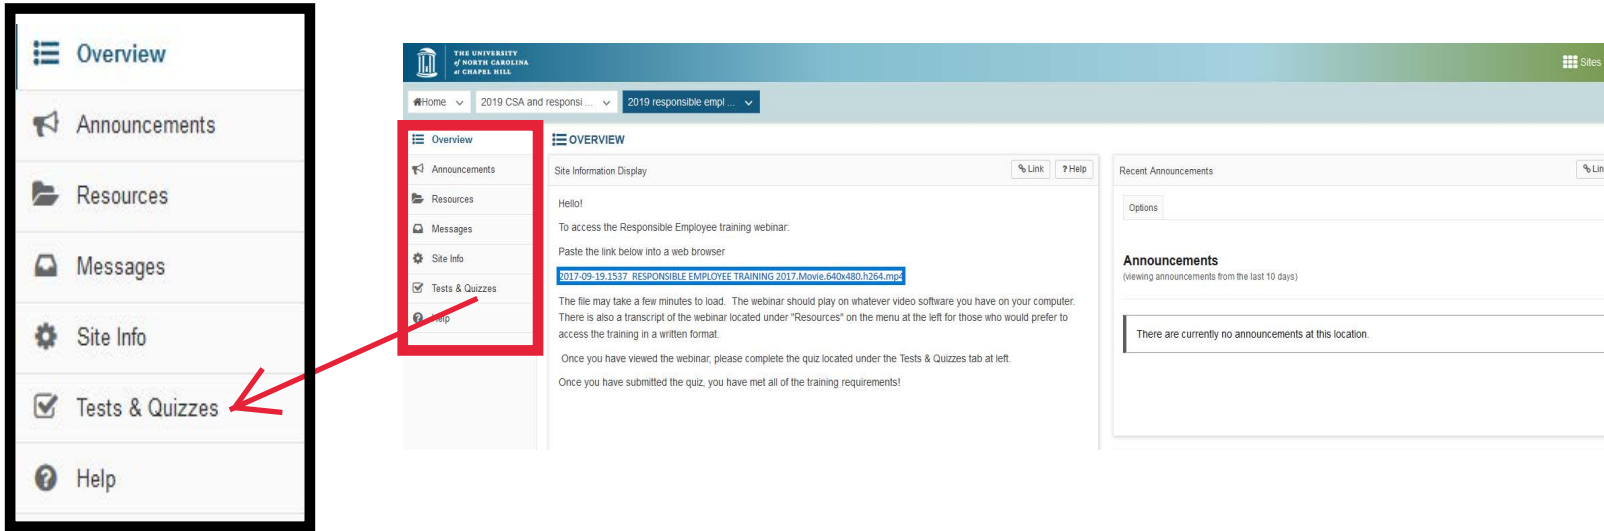 Overview
Announcements
Resources
Messages
Site Info
Tests & Quizzes
Help
THE UNIVERSITY
of NORTH CAROLINA
at CHAPEL HILL
Sites
Home
2019 CSA and responsi ...
2019 responsible empl ...
Overview
Announcements
Resources
Messages
Site Info
Tests & Quizzes
Help
OVERVIEW
Site Information Display
Link
? Help
Hello!
To access the Responsible Employee training webinar:
Paste the link below into a web browser
2017-09-19.1537 RESPONSIBLE EMPLOYEE TRAINING 2017.Movie.640x480.h264.mp4
The file may take a few minutes to load. The webinar should play on whatever video software you have on your computer.
There is also a transcript of the webinar located under "Resources" on the menu at the left for those who would prefer to
access the training in a written format.
Once you have viewed the webinar, please complete the quiz located under the Tests & Quizzes tab at left.
Once you have submitted the quiz, you have met all of the training requirements!
Recent Announcements
Lin
Options
Announcements
(viewing announcements from the last 10 days)
There are currently no announcements at this location.